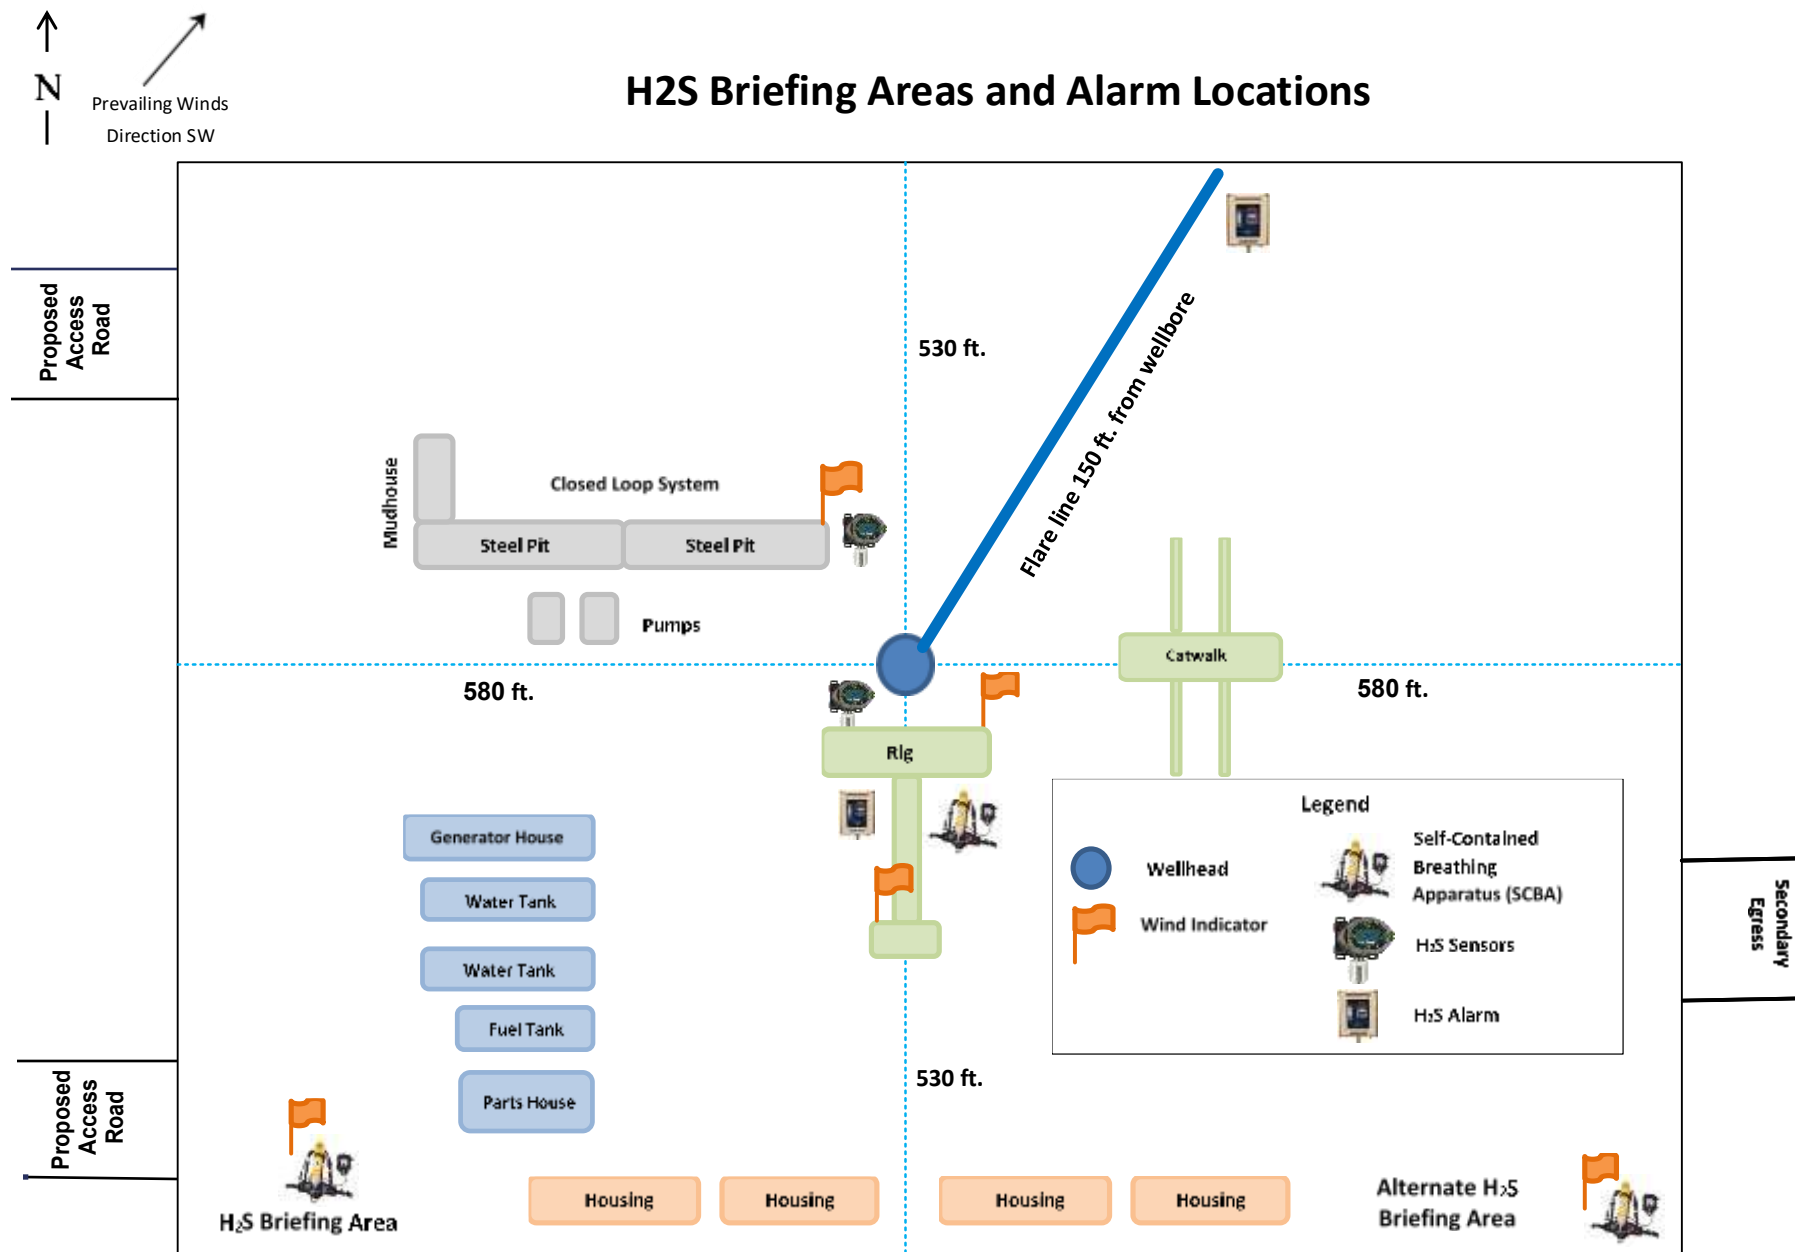 N
Prevailing Winds
Direction SW
H2S Briefing Areas and Alarm Locations
Proposed
Access
Road
530 ft.
Flare line 150 ft. from wellbore
Mudhouse
Closed Loop System
Steel Pit
Steel Pit
Pumps
Catwalk
580 ft.
580 ft.
Rig
Legend
Wellhead
Wind Indicator
Self-Contained
Breathing
Apparatus (SCBA)
H₂S Sensors
H₂S Alarm
Generator House
Water Tank
Water Tank
Fuel Tank
Parts House
Secondary
Egress
530 ft.
Proposed
Access
Road
H₂S Briefing Area
Housing
Housing
Housing
Housing
Alternate H₂S
Briefing Area